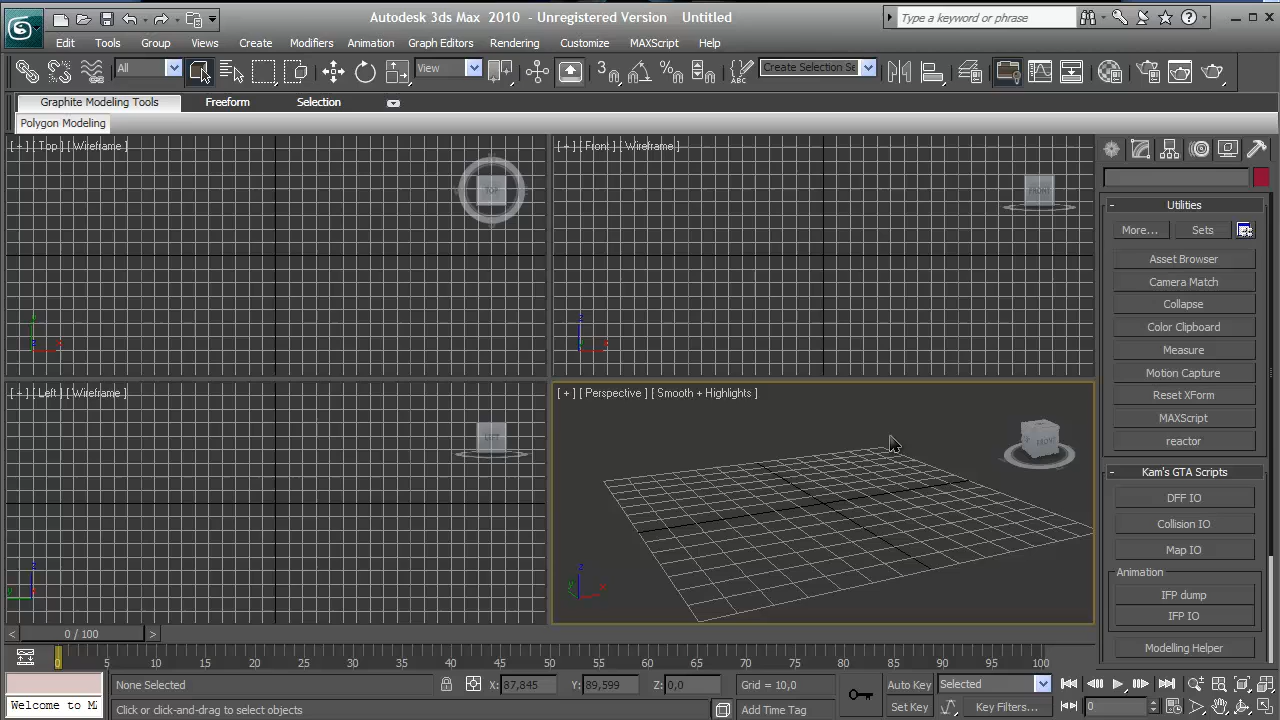 Autodesk 3ds Max 2010 - Unregistered Version Untitled
Type a keyword or phrase
Edit Tools Group Views Create Modifiers Animation Graph Editors Rendering Customize MAXScript Help
All View Create Selection Se
Graphite Modeling Tools Freeform Selection
Polygon Modeling
[ + ] [ Top ] [ Wireframe ]
TOP
[ + ] [ Front ] [ Wireframe ]
FRONT
Utilities
More... Sets
Asset Browser
Camera Match
Collapse
Color Clipboard
Measure
Motion Capture
Reset XForm
MAXScript
reactor
z
x
y
[ + ] [ Left ] [ Wireframe ]
LEFT
[ + ] [ Perspective ] [ Smooth + Highlights ]
FRONT
Kam's GTA Scripts
DFF IO
Collision IO
Map IO
Animation
IFP dump
IFP IO
Modelling Helper
< 0 / 100 >
0 5 10 15 20 25 30 35 40 45 50 55 60 65 70 75 80 85 90 95 100
None Selected X: 87,845 Y: 89,599 Z: 0,0 Grid = 10,0 Auto Key Selected
Welcome to MA Click or click-and-drag to select objects Add Time Tag Set Key Key Filters... 0